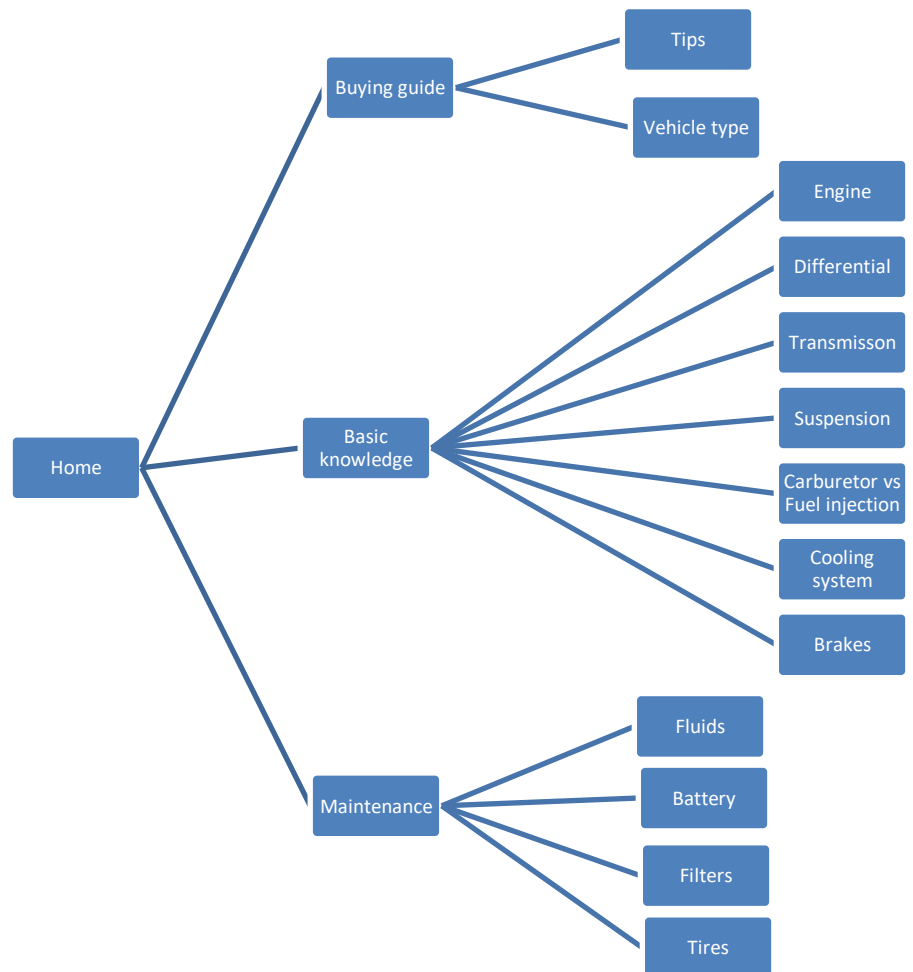 Home
Buying guide
Tips
Vehicle type
Basic
knowledge
Engine
Differential
Transmisson
Suspension
Carburetor vs
Fuel injection
Cooling
system
Brakes
Maintenance
Fluids
Battery
Filters
Tires